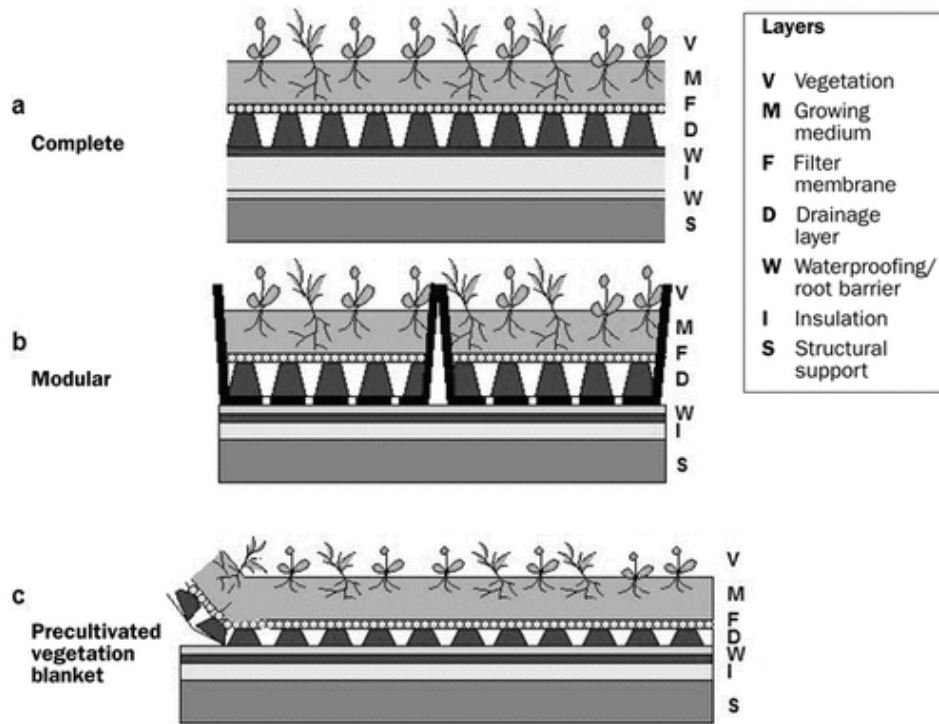 a
Complete
V
M
F
D
W
I
W
S
b
Modular
V
M
F
D
W
I
S
c
Precultivated
vegetation
blanket
V
M
F
D
W
I
S
Layers
V Vegetation
M Growing
medium
F Filter
membrane
D Drainage
layer
W Waterproofing/
root barrier
I Insulation
S Structural
support